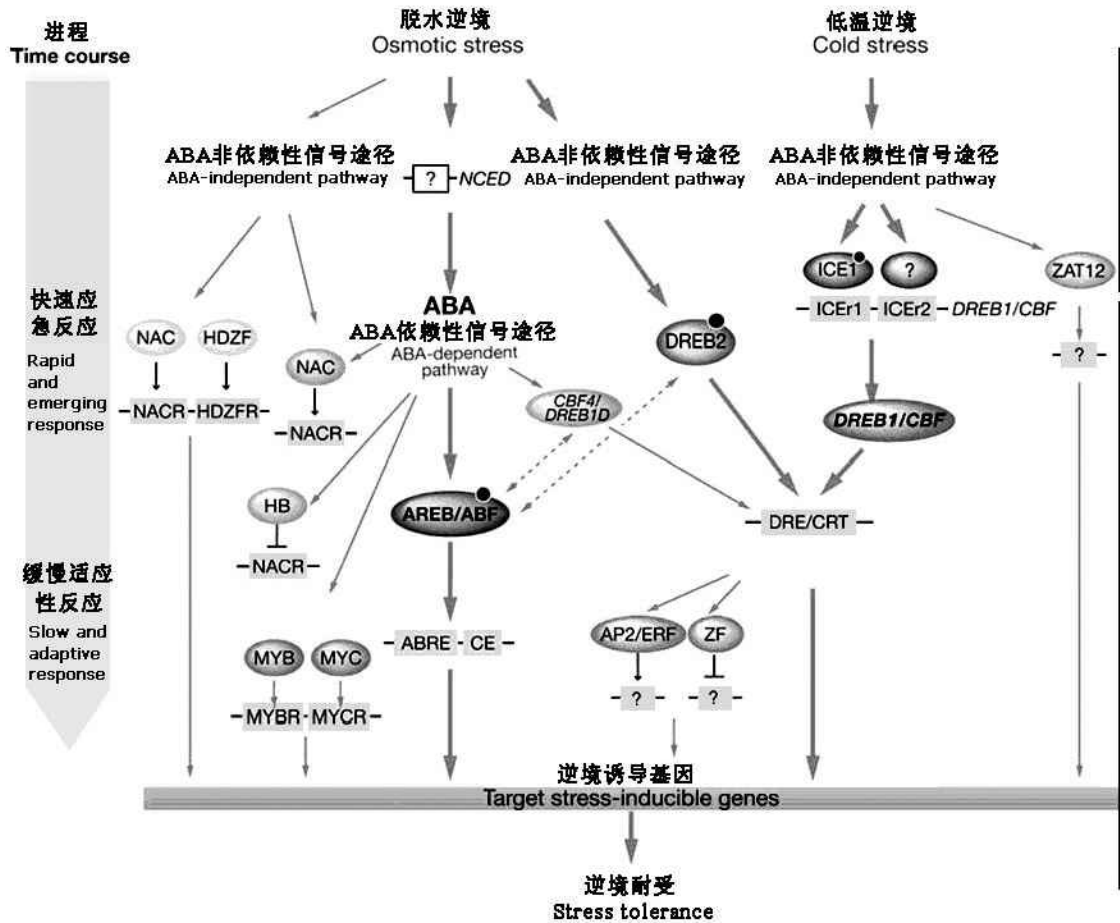 进程
Time course
脱水逆境
Osmotic stress
低温逆境
Cold stress
ABA非依赖性信号途径
ABA-independent pathway
?
NCED
ABA非依赖性信号途径
ABA-independent pathway
ABA非依赖性信号途径
ABA-independent pathway
快速应
急反应
Rapid
and
emerging
response
NAC
HDZF
NACR
HDZFR
NAC
NACR
ABA
ABA依赖性信号途径
ABA-dependent
pathway
CBF4/
DREB1D
DREB2
ICE1
?
ZAT12
ICEr1
ICEr2
DREB1/CBF
?
DREB1/CBF
HB
NACR
AREB/ABF
DRE/CRT
缓慢适应
性反应
Slow and
adaptive
response
MYB
MYC
MYBR
MYCR
ABRE
CE
AP2/ERF
ZF
?
?
逆境诱导基因
Target stress-inducible genes
逆境耐受
Stress tolerance